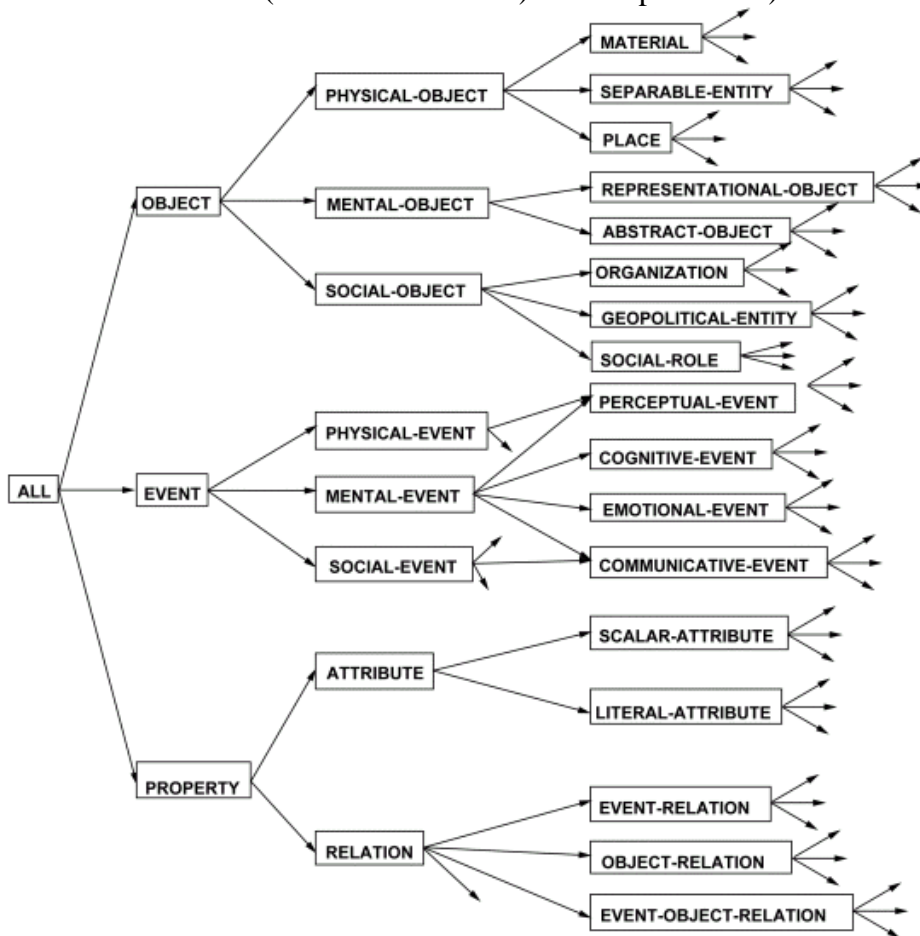 MATERIAL
PHYSICAL-OBJECT
SEPARABLE-ENTITY
PLACE
OBJECT
MENTAL-OBJECT
REPRESENTATIONAL-OBJECT
ABSTRACT-OBJECT
SOCIAL-OBJECT
ORGANIZATION
GEOPOLITICAL-ENTITY
SOCIAL-ROLE
PHYSICAL-EVENT
PERCEPTUAL-EVENT
ALL
EVENT
MENTAL-EVENT
COGNITIVE-EVENT
EMOTIONAL-EVENT
SOCIAL-EVENT
COMMUNICATIVE-EVENT
ATTRIBUTE
SCALAR-ATTRIBUTE
LITERAL-ATTRIBUTE
PROPERTY
RELATION
EVENT-RELATION
OBJECT-RELATION
EVENT-OBJECT-RELATION